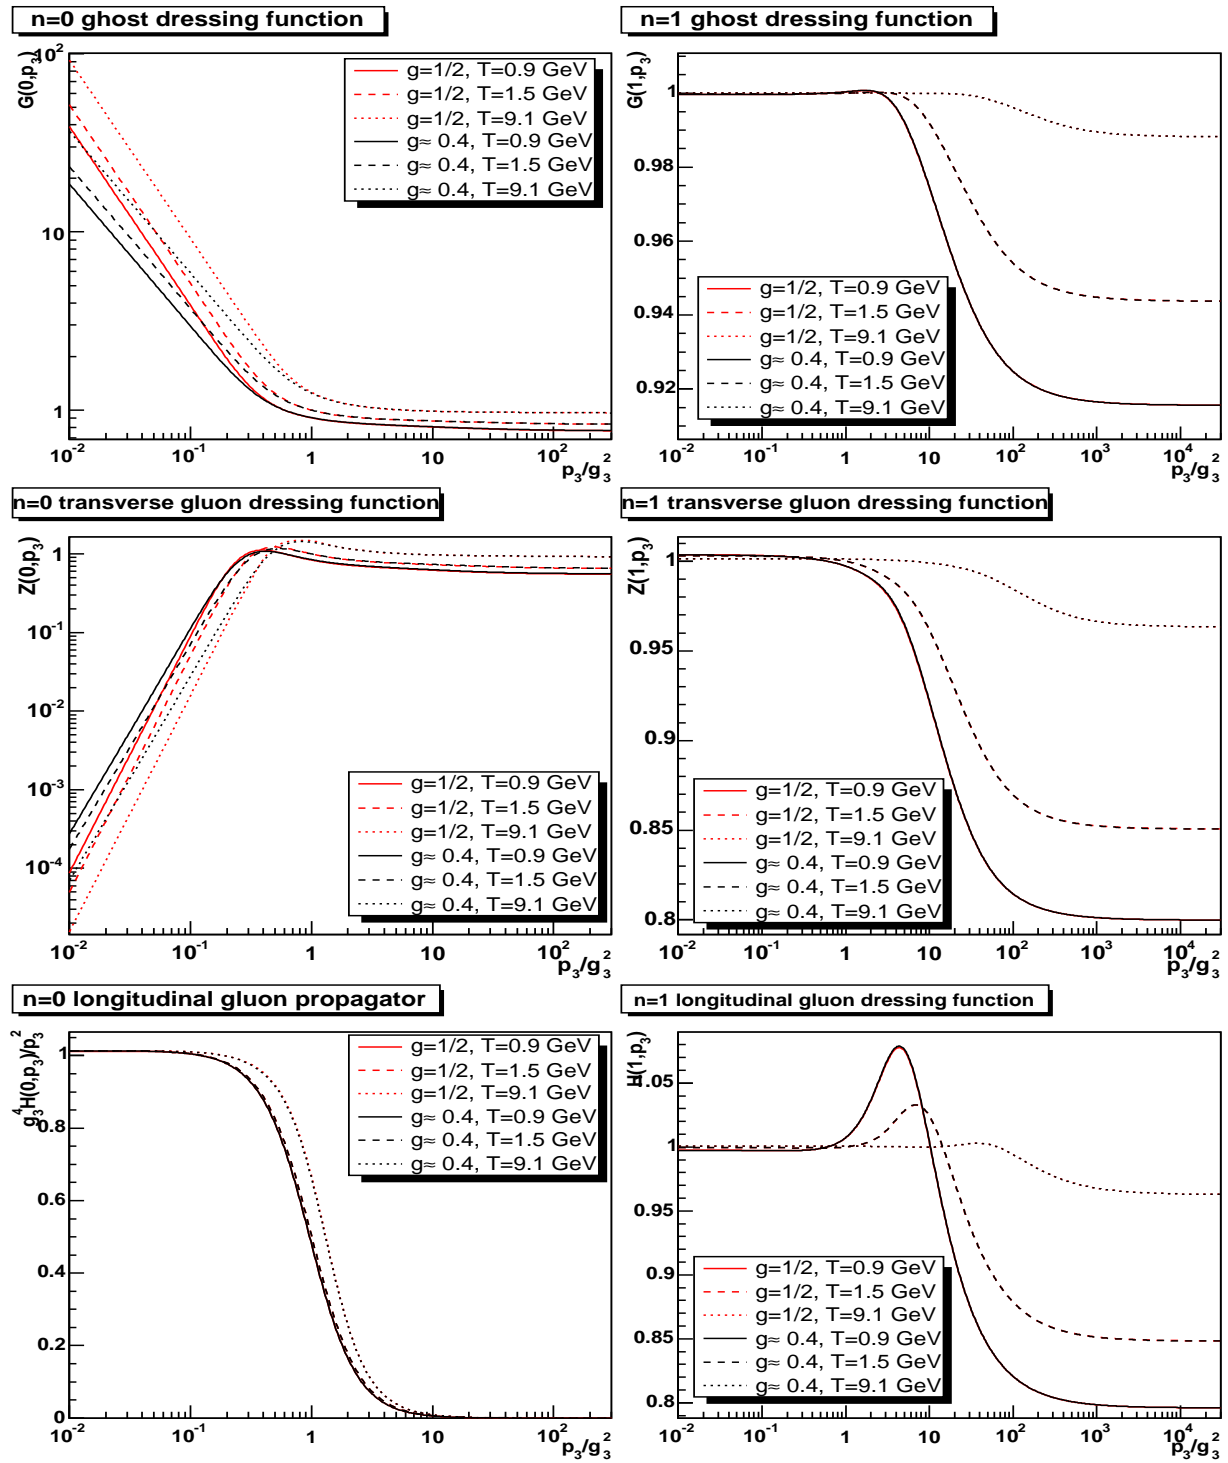 n=0 ghost dressing function
G(0,p₃)
10²
10
1
10⁻²
10⁻¹
1
10
10²
p₃/g₃²
g=1/2, T=0.9 GeV
g=1/2, T=1.5 GeV
g=1/2, T=9.1 GeV
g≈ 0.4, T=0.9 GeV
g≈ 0.4, T=1.5 GeV
g≈ 0.4, T=9.1 GeV
n=1 ghost dressing function
G(1,p₃)
1
0.98
0.96
0.94
0.92
10⁻²
10⁻¹
1
10
10²
10³
10⁴
p₃/g₃²
g=1/2, T=0.9 GeV
g=1/2, T=1.5 GeV
g=1/2, T=9.1 GeV
g≈ 0.4, T=0.9 GeV
g≈ 0.4, T=1.5 GeV
g≈ 0.4, T=9.1 GeV
n=0 transverse gluon dressing function
Z(0,p₃)
1
10⁻¹
10⁻²
10⁻³
10⁻⁴
10⁻²
10⁻¹
1
10
10²
p₃/g₃²
g=1/2, T=0.9 GeV
g=1/2, T=1.5 GeV
g=1/2, T=9.1 GeV
g≈ 0.4, T=0.9 GeV
g≈ 0.4, T=1.5 GeV
g≈ 0.4, T=9.1 GeV
n=1 transverse gluon dressing function
Z(1,p₃)
1
0.95
0.9
0.85
0.8
10⁻²
10⁻¹
1
10
10²
10³
10⁴
p₃/g₃²
g=1/2, T=0.9 GeV
g=1/2, T=1.5 GeV
g=1/2, T=9.1 GeV
g≈ 0.4, T=0.9 GeV
g≈ 0.4, T=1.5 GeV
g≈ 0.4, T=9.1 GeV
n=0 longitudinal gluon propagator
g₃⁴H(0,p₃)/p₃²
1
0.8
0.6
0.4
0.2
0
10⁻²
10⁻¹
1
10
10²
p₃/g₃²
g=1/2, T=0.9 GeV
g=1/2, T=1.5 GeV
g=1/2, T=9.1 GeV
g≈ 0.4, T=0.9 GeV
g≈ 0.4, T=1.5 GeV
g≈ 0.4, T=9.1 GeV
n=1 longitudinal gluon dressing function
H(1,p₃)
1.05
1
0.95
0.9
0.85
0.8
10⁻²
10⁻¹
1
10
10²
10³
10⁴
p₃/g₃²
g=1/2, T=0.9 GeV
g=1/2, T=1.5 GeV
g=1/2, T=9.1 GeV
g≈ 0.4, T=0.9 GeV
g≈ 0.4, T=1.5 GeV
g≈ 0.4, T=9.1 GeV